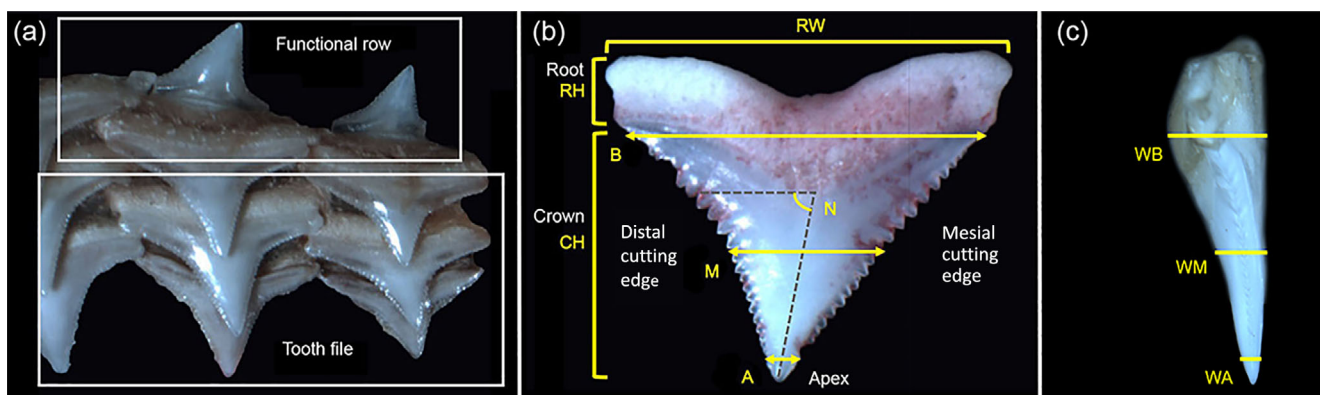 (a)
Functional row
Tooth file
(b)
RW
Root
RH
B
N
Crown
CH
Distal
cutting
edge
Mesial
cutting
edge
M
A
Apex
(c)
WB
WM
WA